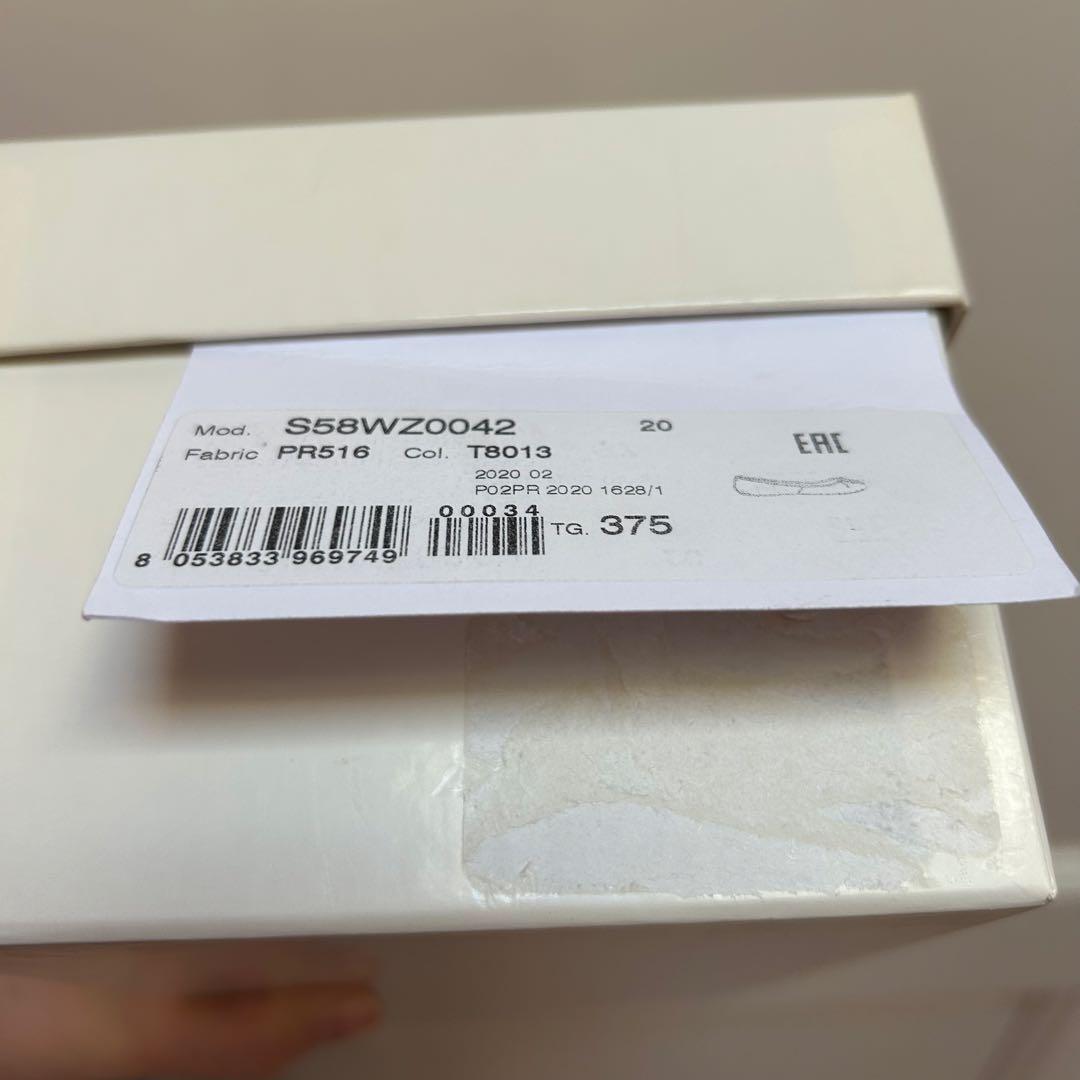 Mod. S58WZ0042 20
Fabric PR516 Col. T8013
EAC
2020 02
P02PR 2020 1628/1
00034
TG. 375
8 053833 969749